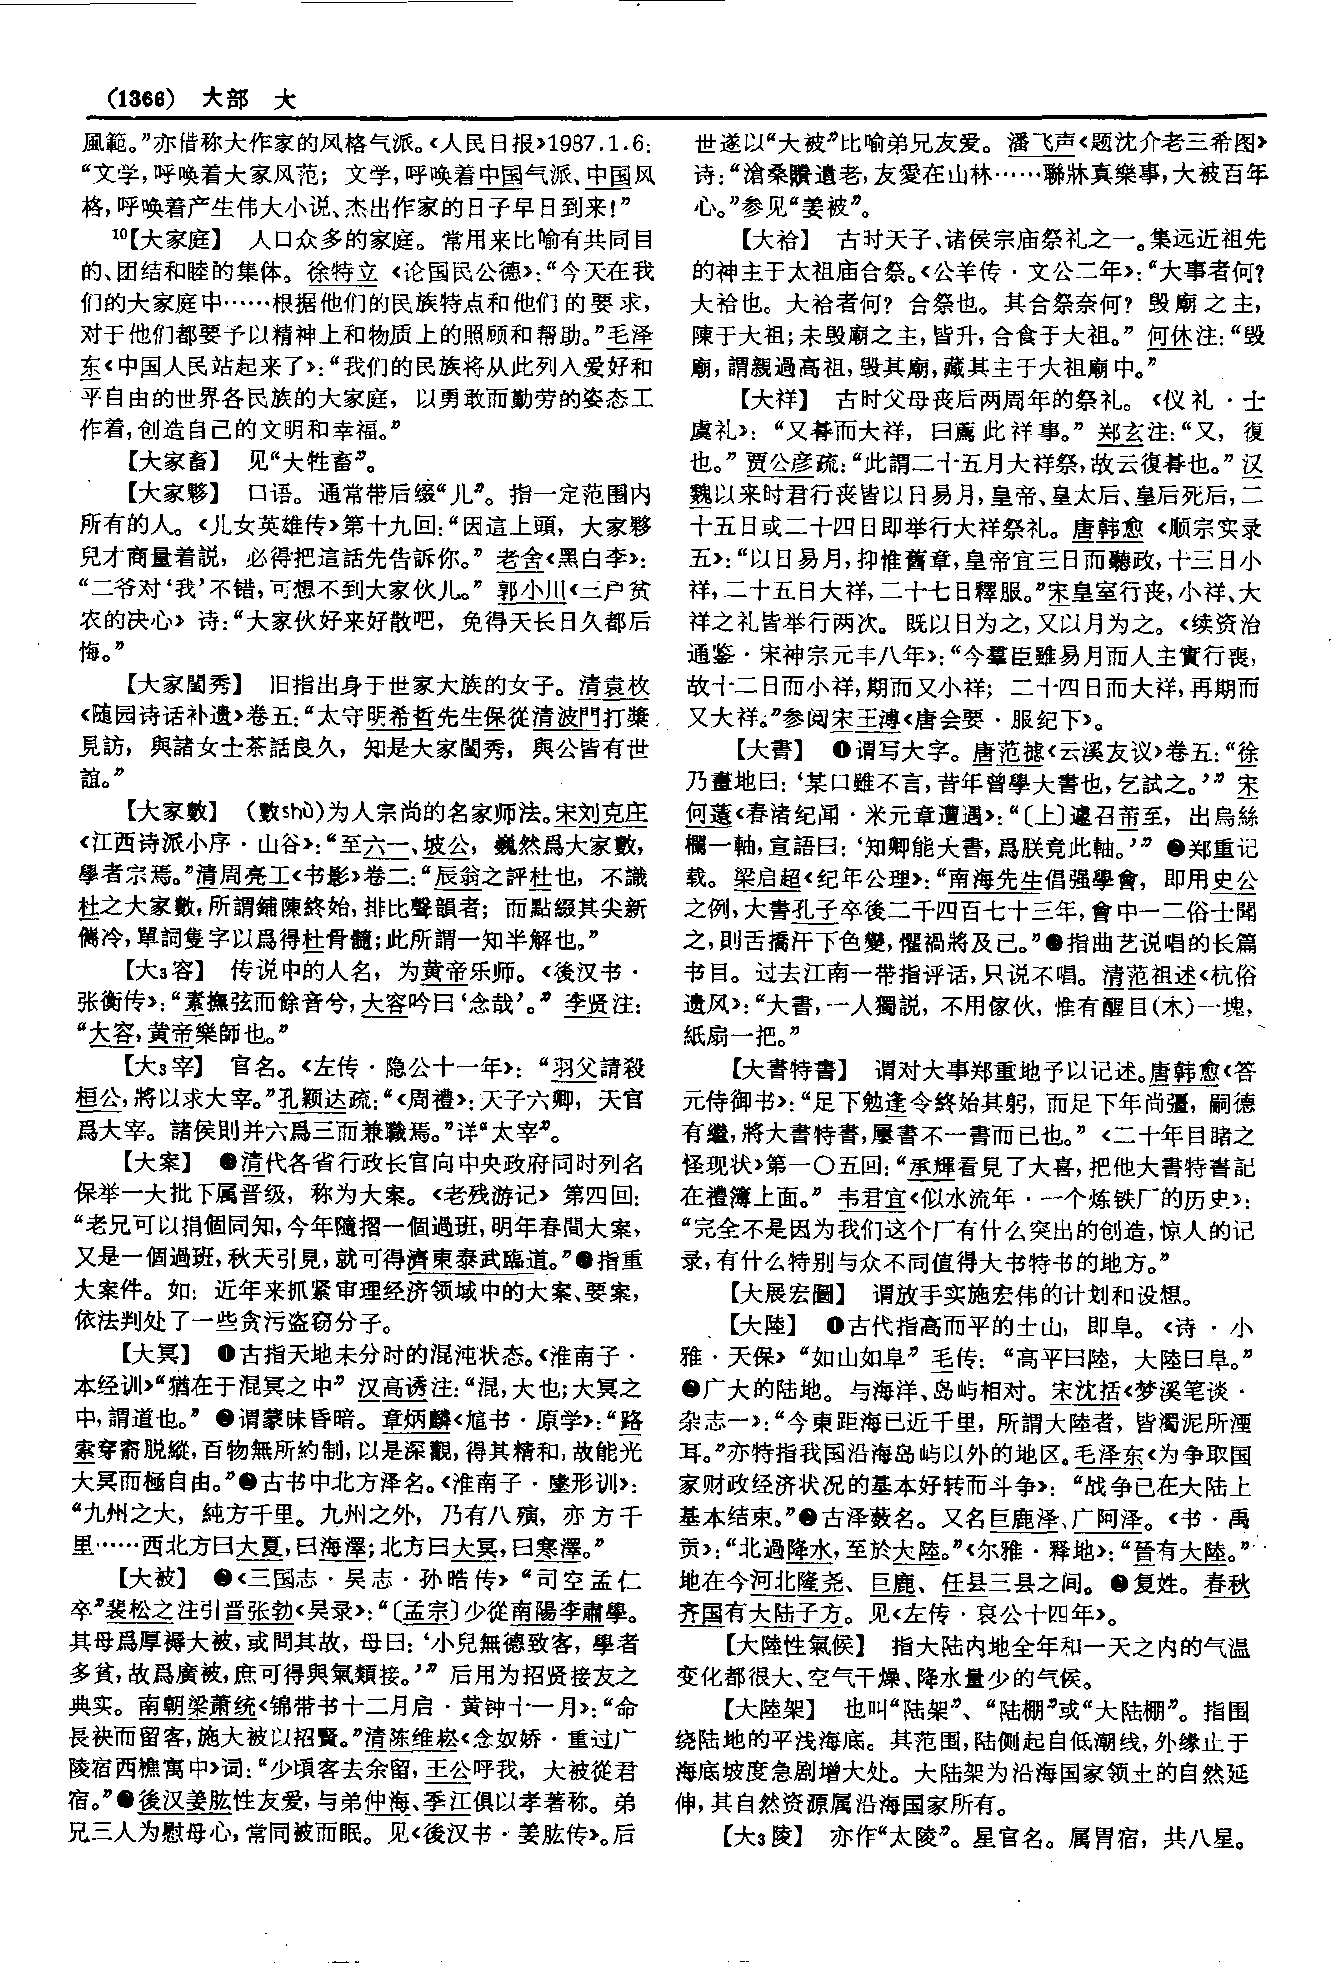 (1366) 大部 大
風範。”亦借称大作家的风格气派。《人民日报》1987.1.6:
“文学,呼唤着大家风范; 文学,呼唤着中国气派、中国风
格,呼唤着产生伟大小说、杰出作家的日子早日到来!”
10【大家庭】 人口众多的家庭。常用来比喻有共同目
的、团结和睦的集体。徐特立《论国民公德》:“今天在我
们的大家庭中……根据他们的民族特点和他们的要求,
对于他们都要予以精神上和物质上的照顾和帮助。”毛泽
东《中国人民站起来了》:“我们的民族将从此列入爱好和
平自由的世界各民族的大家庭, 以勇敢而勤劳的姿态工
作着,创造自己的文明和幸福。”
【大家畜】 见“大牲畜”。
【大家夥】 口语。通常带后缀“儿”。指一定范围内
所有的人。《儿女英雄传》第十九回:“因這上頭, 大家夥
兒才商量着説, 必得把這話先告訴你。” 老舍《黑白李》:
“二爷对‘我’不错,可想不到大家伙儿。” 郭小川《三户贫
农的决心》诗:“大家伙好来好散吧, 免得天长日久都后
悔。”
【大家閨秀】 旧指出身于世家大族的女子。清袁枚
《随园诗话补遗》卷五:“太守明希哲先生保從清波門打槳
見訪, 與諸女士茶話良久, 知是大家閨秀, 與公皆有世
誼。”
【大家數】 (數shù)为人宗尚的名家师法。宋刘克庄
《江西诗派小序·山谷》:“至六一、坡公, 巍然爲大家數,
學者宗焉。”清周亮工《书影》卷二:“辰翁之評杜也, 不識
杜之大家數,所謂鋪陳終始,排比聲韻者; 而點綴其尖新
儁冷,單詞隻字以爲得杜骨髓;此所謂一知半解也。”
【大3容】 传说中的人名, 为黄帝乐师。《後汉书·
张衡传》:“素撫弦而餘音兮,大容吟曰‘念哉’。” 李贤注:
“大容,黄帝樂師也。”
【大3宰】 官名。《左传·隐公十一年》: “羽父請殺
桓公,將以求大宰。”孔颖达疏:“《周禮》:天子六卿, 天官
爲大宰。諸侯則并六爲三而兼職焉。”详“太宰”。
【大案】 ❶清代各省行政长官向中央政府同时列名
保举一大批下属晋级, 称为大案。《老残游记》第四回:
“老兄可以捐個同知,今年隨摺一個過班,明年春間大案,
又是一個過班,秋天引見,就可得濟東泰武臨道。”❷指重
大案件。如: 近年来抓紧审理经济领域中的大案、要案,
依法判处了一些贪污盗窃分子。
【大冥】 ❶古指天地未分时的混沌状态。《淮南子·
本经训》“猶在于混冥之中” 汉高诱注:“混,大也;大冥之
中,謂道也。” ❷谓蒙昧昏暗。章炳麟《訄书·原学》:“路
索穿裔脱縱,百物無所約制,以是深觀,得其精和,故能光
大冥而極自由。”❸古书中北方泽名。《淮南子·墬形训》:
“九州之大, 純方千里。九州之外, 乃有八殥, 亦方千
里……西北方曰大夏,曰海澤;北方曰大冥,曰寒澤。”
【大被】 ❶《三国志·吴志·孙晧传》“司空孟仁
卒”裴松之注引晋张勃《吴录》:“〔孟宗〕少從南陽李肅學。
其母爲厚褥大被,或問其故, 母曰: ‘小兒無德致客, 學者
多貧,故爲廣被,庶可得與氣類接。’” 后用为招贤接友之
典实。南朝梁萧统《锦带书十二月启·黄钟十一月》:“命
長袂而留客,施大被以招賢。”清陈维崧《念奴娇·重过广
陵宿西樵寓中》词:“少頃客去余留,王公呼我, 大被從君
宿。”❷後汉姜肱性友爱,与弟仲海、季江俱以孝著称。弟
兄三人为慰母心,常同被而眠。见《後汉书·姜肱传》。后
世遂以“大被”比喻弟兄友爱。潘飞声《题沈介老三希图》
诗:“滄桑賸遺老,友愛在山林……聯牀真樂事,大被百年
心。”参见“姜被”。
【大祫】 古时天子、诸侯宗庙祭礼之一。集远近祖先
的神主于太祖庙合祭。《公羊传·文公二年》:“大事者何?
大祫也。大祫者何? 合祭也。其合祭奈何? 毁廟之主,
陳于大祖;未毁廟之主,皆升,合食于大祖。” 何休注:“毁
廟,謂親過高祖,毁其廟,藏其主于大祖廟中。”
【大祥】 古时父母丧后两周年的祭礼。《仪礼·士
虞礼》: “又朞而大祥, 曰薦此祥事。” 郑玄注:“又, 復
也。”贾公彦疏:“此謂二十五月大祥祭,故云復朞也。”汉
魏以来时君行丧皆以日易月,皇帝、皇太后、皇后死后,二
十五日或二十四日即举行大祥祭礼。唐韩愈《顺宗实录
五》:“以日易月,抑惟舊章,皇帝宜三日而聽政,十三日小
祥,二十五日大祥,二十七日釋服。”宋皇室行丧,小祥、大
祥之礼皆举行两次。既以日为之,又以月为之。《续资治
通鉴·宋神宗元丰八年》:“今羣臣雖易月而人主實行喪,
故十二日而小祥,期而又小祥; 二十四日而大祥,再期而
又大祥。”参阅宋王溥《唐会要·服纪下》。
【大書】 ❶谓写大字。唐范摅《云溪友议》卷五:“徐
乃畫地曰: ‘某口雖不言,昔年曾學大書也,乞試之。’” 宋
何薳《春渚纪闻·米元章遭遇》:“〔上〕遽召芾至, 出烏絲
欄一軸,宣語曰: ‘知卿能大書,爲朕竟此軸。’” ❷郑重记
载。梁启超《纪年公理》:“南海先生倡强學會, 即用史公
之例,大書孔子卒後二千四百七十三年,會中一二俗士聞
之,則舌撟汗下色變,懼禍將及己。”❸指曲艺说唱的长篇
书目。过去江南一带指评话,只说不唱。清范祖述《杭俗
遗风》:“大書,一人獨説, 不用傢伙, 惟有醒目(木)一塊,
紙扇一把。”
【大書特書】 谓对大事郑重地予以记述。唐韩愈《答
元侍御书》:“足下勉逢令終始其躬, 而足下年尚彊, 嗣德
有繼,將大書特書,屢書不一書而已也。” 《二十年目睹之
怪现状》第一〇五回:“承輝看見了大喜,把他大書特書記
在禮簿上面。” 韦君宜《似水流年·一个炼铁厂的历史》:
“完全不是因为我们这个厂有什么突出的创造,惊人的记
录,有什么特别与众不同值得大书特书的地方。”
【大展宏圖】 谓放手实施宏伟的计划和设想。
【大陸】 ❶古代指高而平的土山, 即阜。《诗·小
雅·天保》“如山如阜” 毛传: “高平曰陸, 大陸曰阜。”
❷广大的陆地。与海洋、岛屿相对。宋沈括《梦溪笔谈·
杂志一》:“今東距海已近千里, 所謂大陸者, 皆濁泥所湮
耳。”亦特指我国沿海岛屿以外的地区。毛泽东《为争取国
家财政经济状况的基本好转而斗争》: “战争已在大陆上
基本结束。”❸古泽薮名。又名巨鹿泽、广阿泽。《书·禹
贡》:“北過降水,至於大陸。”《尔雅·释地》:“晉有大陸。”
地在今河北隆尧、巨鹿、任县三县之间。❹复姓。春秋
齐国有大陆子方。见《左传·哀公十四年》。
【大陸性氣候】 指大陆内地全年和一天之内的气温
变化都很大、空气干燥、降水量少的气候。
【大陸架】 也叫“陆架”、“陆棚”或“大陆棚”。指围
绕陆地的平浅海底。其范围,陆侧起自低潮线,外缘止于
海底坡度急剧增大处。大陆架为沿海国家领土的自然延
伸,其自然资源属沿海国家所有。
【大3陵】 亦作“太陵”。星官名。属胃宿, 共八星。